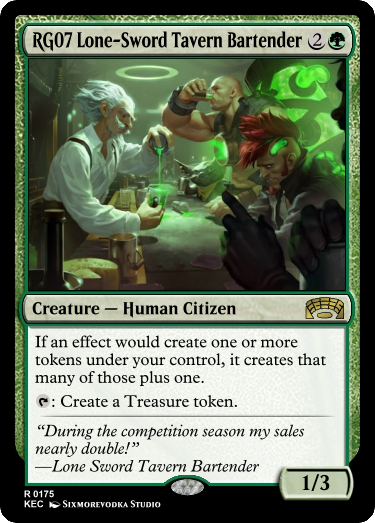 RG07 Lone-Sword Tavern Bartender 2
Creature — Human Citizen
If an effect would create one or more
tokens under your control, it creates that
many of those plus one.
: Create a Treasure token.
“During the competition season my sales
nearly double!”
—Lone Sword Tavern Bartender
1/3
R 0175
KEC Sixmorevodka Studio